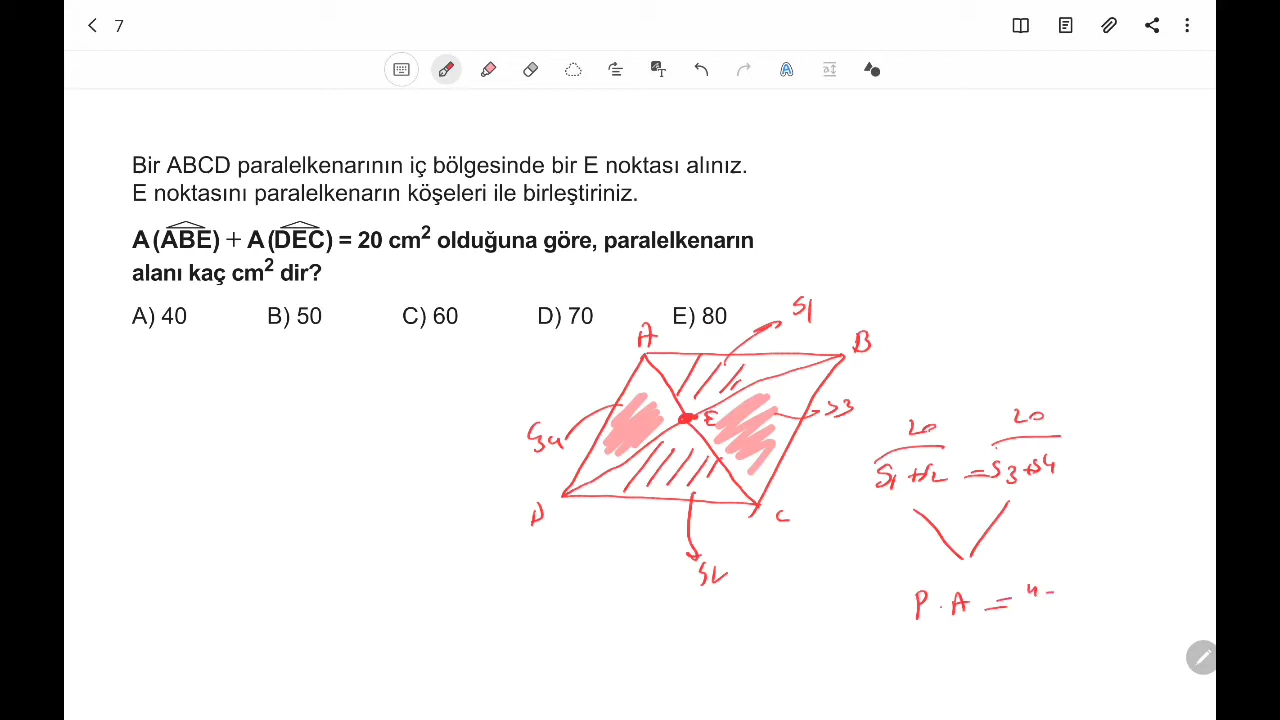 7
Bir ABCD paralelkenarının iç bölgesinde bir E noktası alınız.
E noktasını paralelkenarın köşeleri ile birleştiriniz.
A(ABE) + A(DEC) = 20 cm² olduğuna göre, paralelkenarın
alanı kaç cm² dir?
A) 40 B) 50 C) 60 D) 70 E) 80
S1
A B
E S3
S4
D C
S2
20 20
S1 + S2 = S3 + S4
P.A =